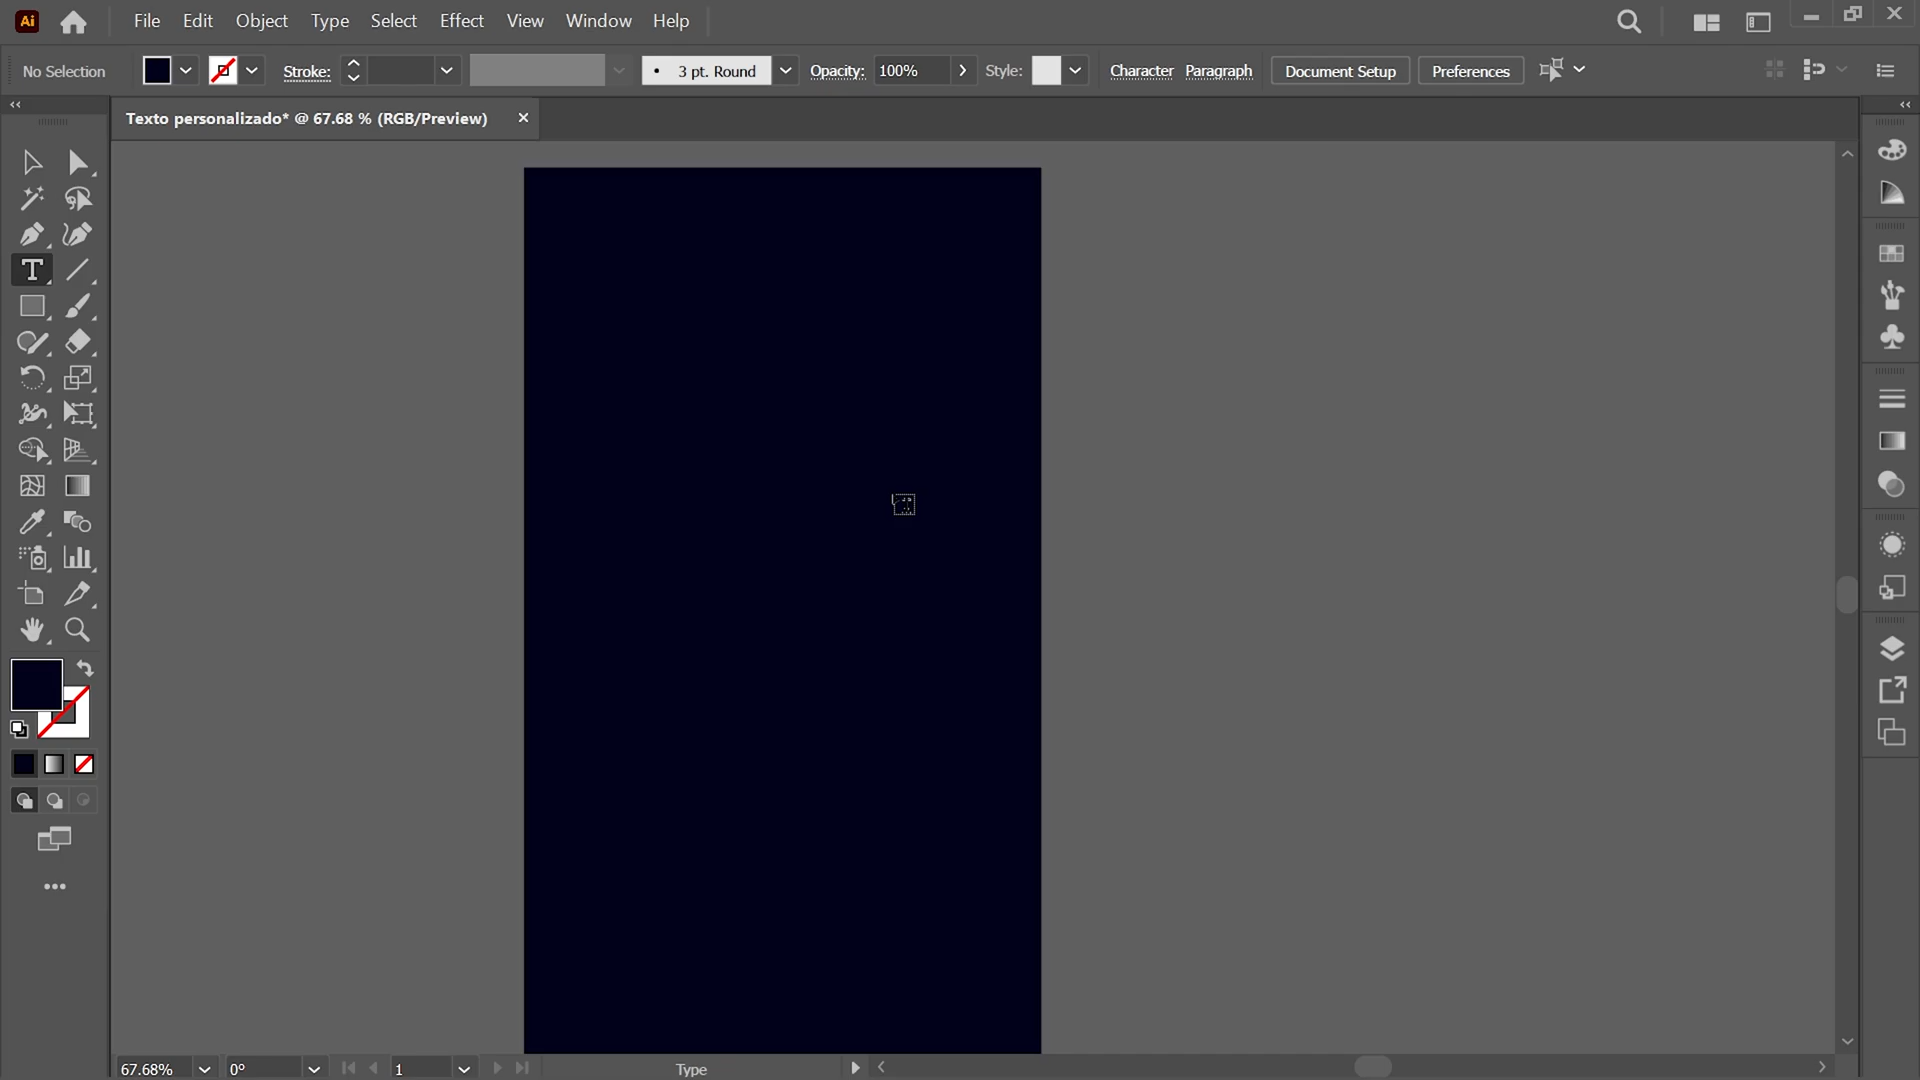 Ai File Edit Object Type Select Effect View Window Help
No Selection Stroke: 3 pt. Round Opacity: 100% Style: Character Paragraph Document Setup Preferences
Texto personalizado* @ 67.68 % (RGB/Preview)
67.68% 0° 1 Type